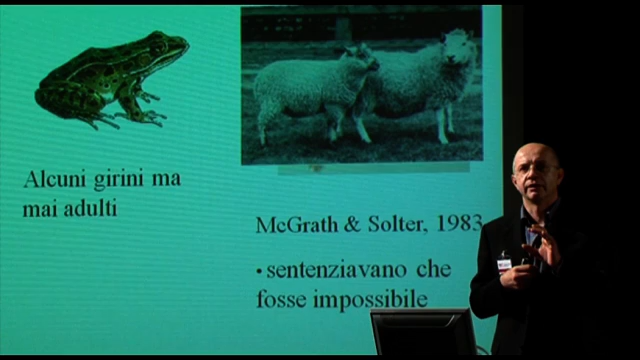 Alcuni girini ma
mai adulti
McGrath & Solter, 1983
• sentenziavano che
fosse impossibile